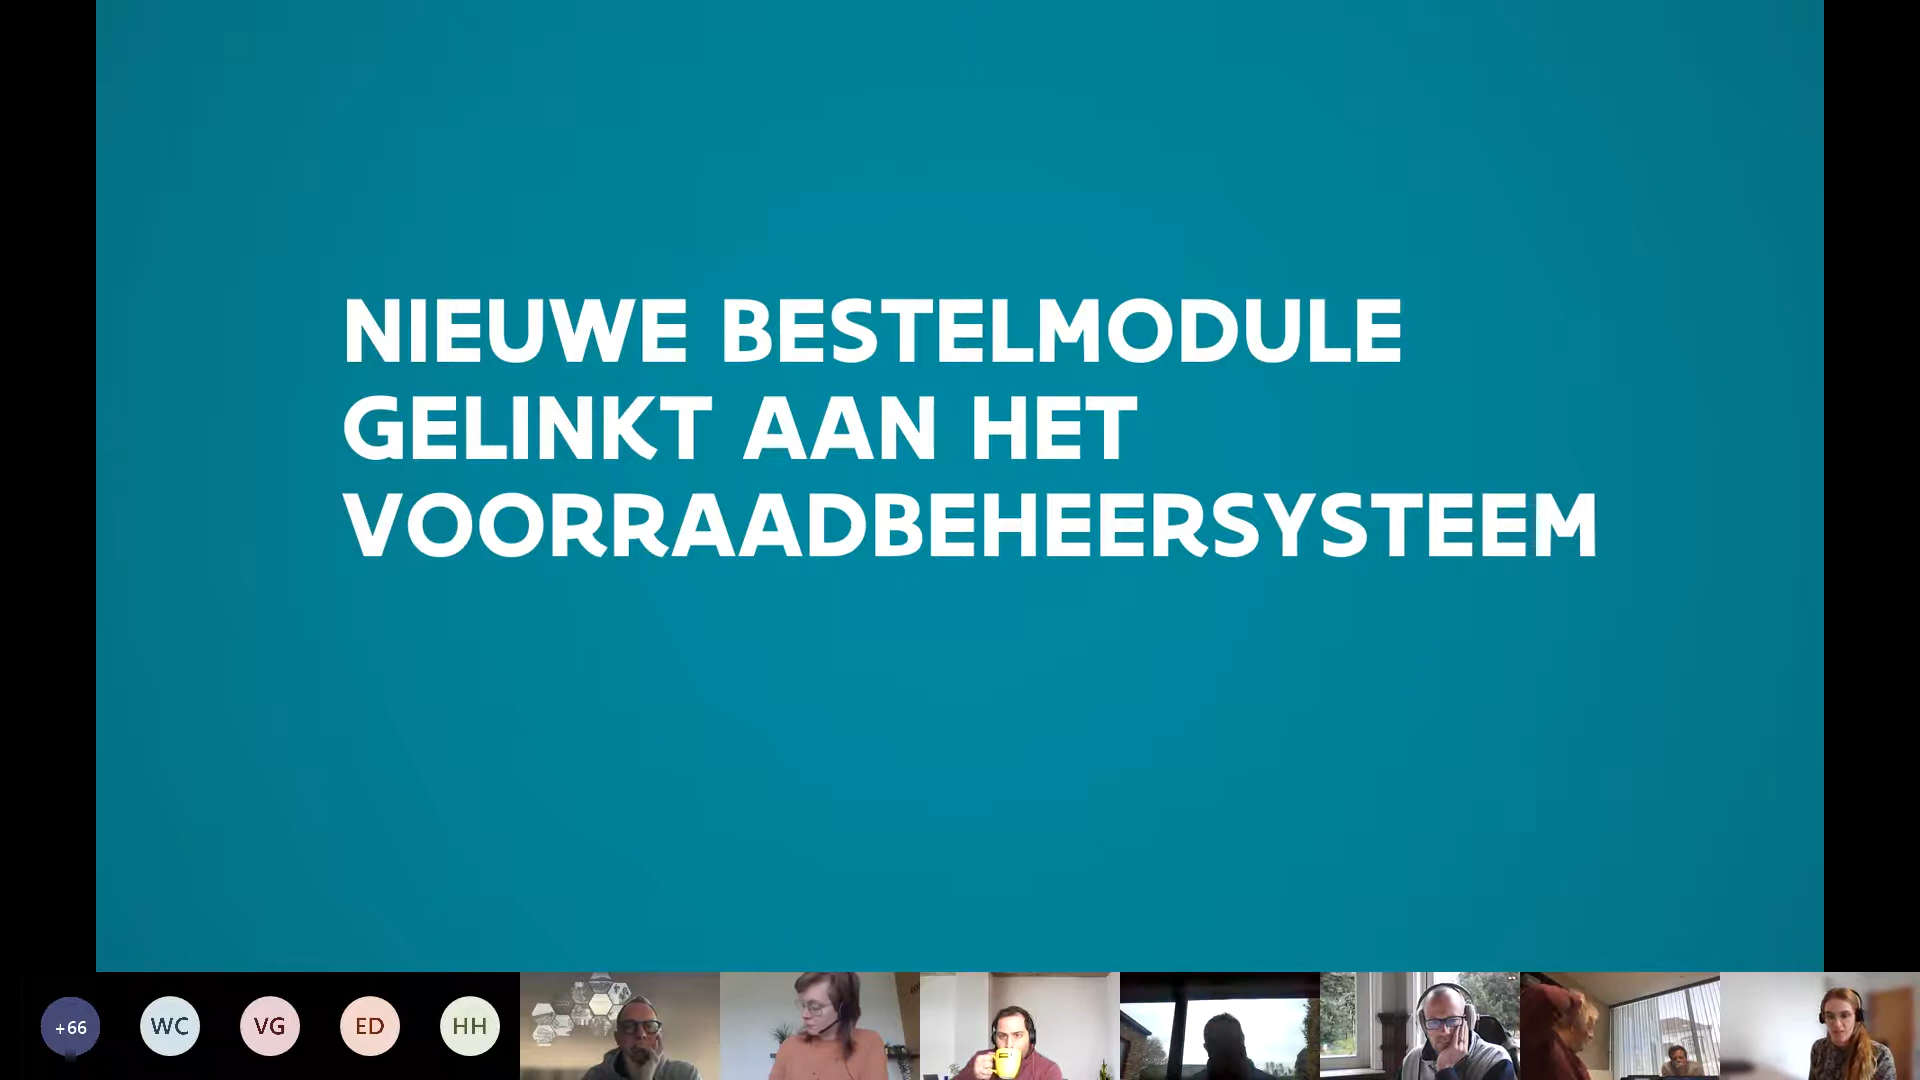 NIEUWE BESTELMODULE
GELINKT AAN HET
VOORRAADBEHEERSYSTEEM
+66
WC
VG
ED
HH